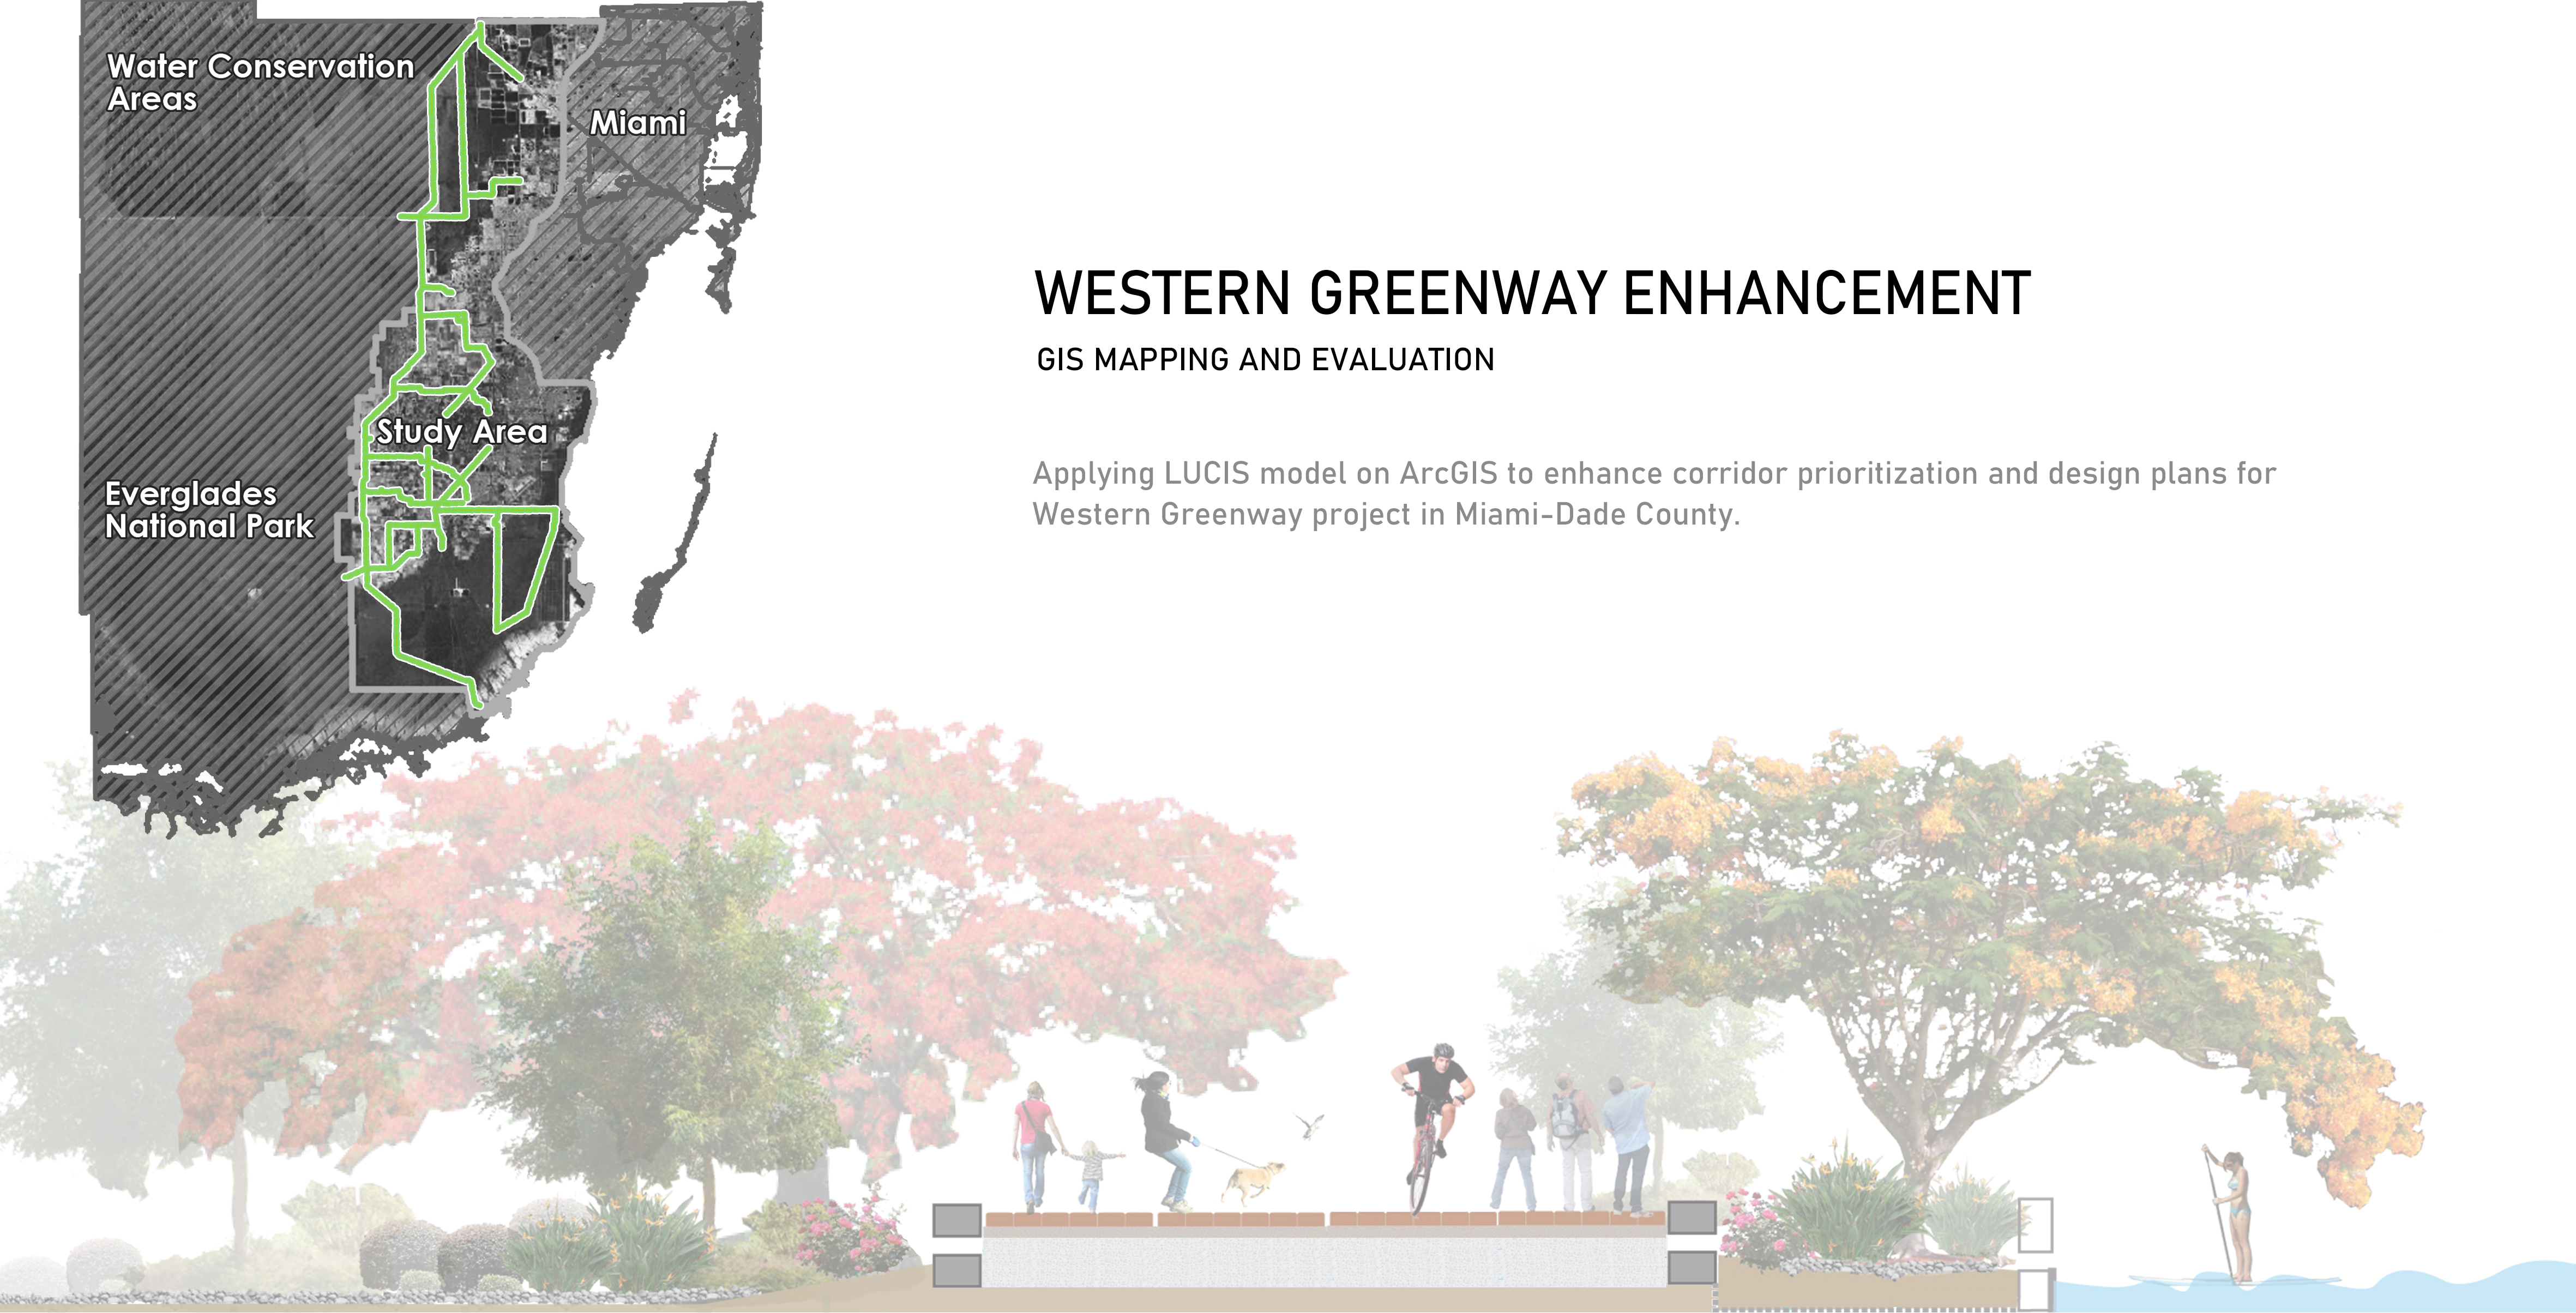 Water Conservation
Areas
Miami
Study Area
Everglades
National Park
WESTERN GREENWAY ENHANCEMENT
GIS MAPPING AND EVALUATION
Applying LUCIS model on ArcGIS to enhance corridor prioritization and design plans for
Western Greenway project in Miami-Dade County.